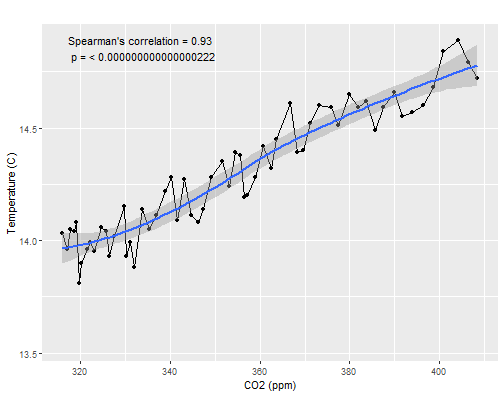 Spearman's correlation = 0.93
p = < 0.000000000000000222
14.5
14.0
13.5
Temperature (C )
320
340
360
380
400
CO2 (ppm)